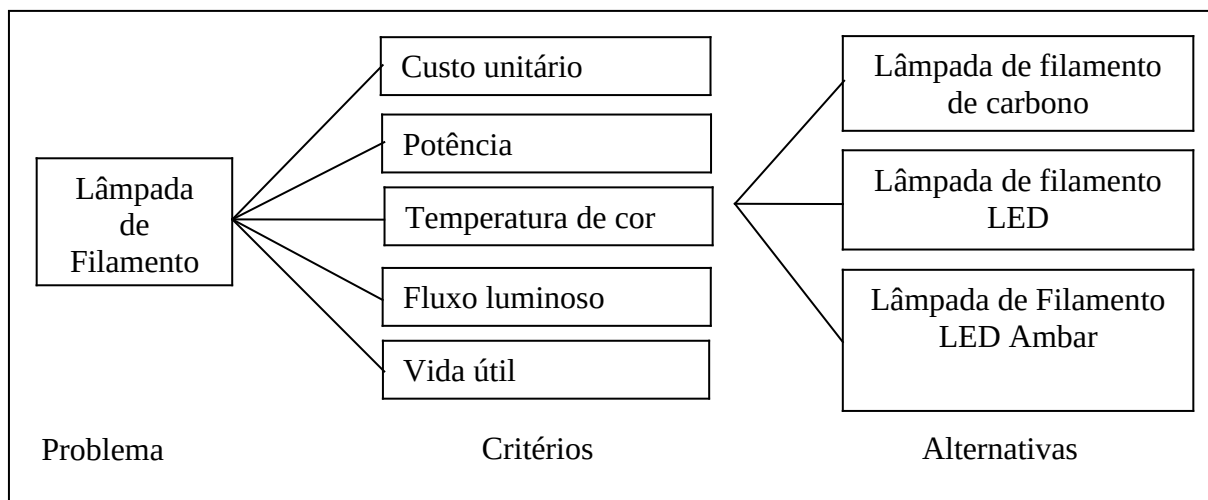 Lâmpada
de
Filamento
Problema
Custo unitário
Potência
Temperatura de cor
Fluxo luminoso
Vida útil
Critérios
Lâmpada de filamento
de carbono
Lâmpada de filamento
LED
Lâmpada de Filamento
LED Ambar
Alternativas